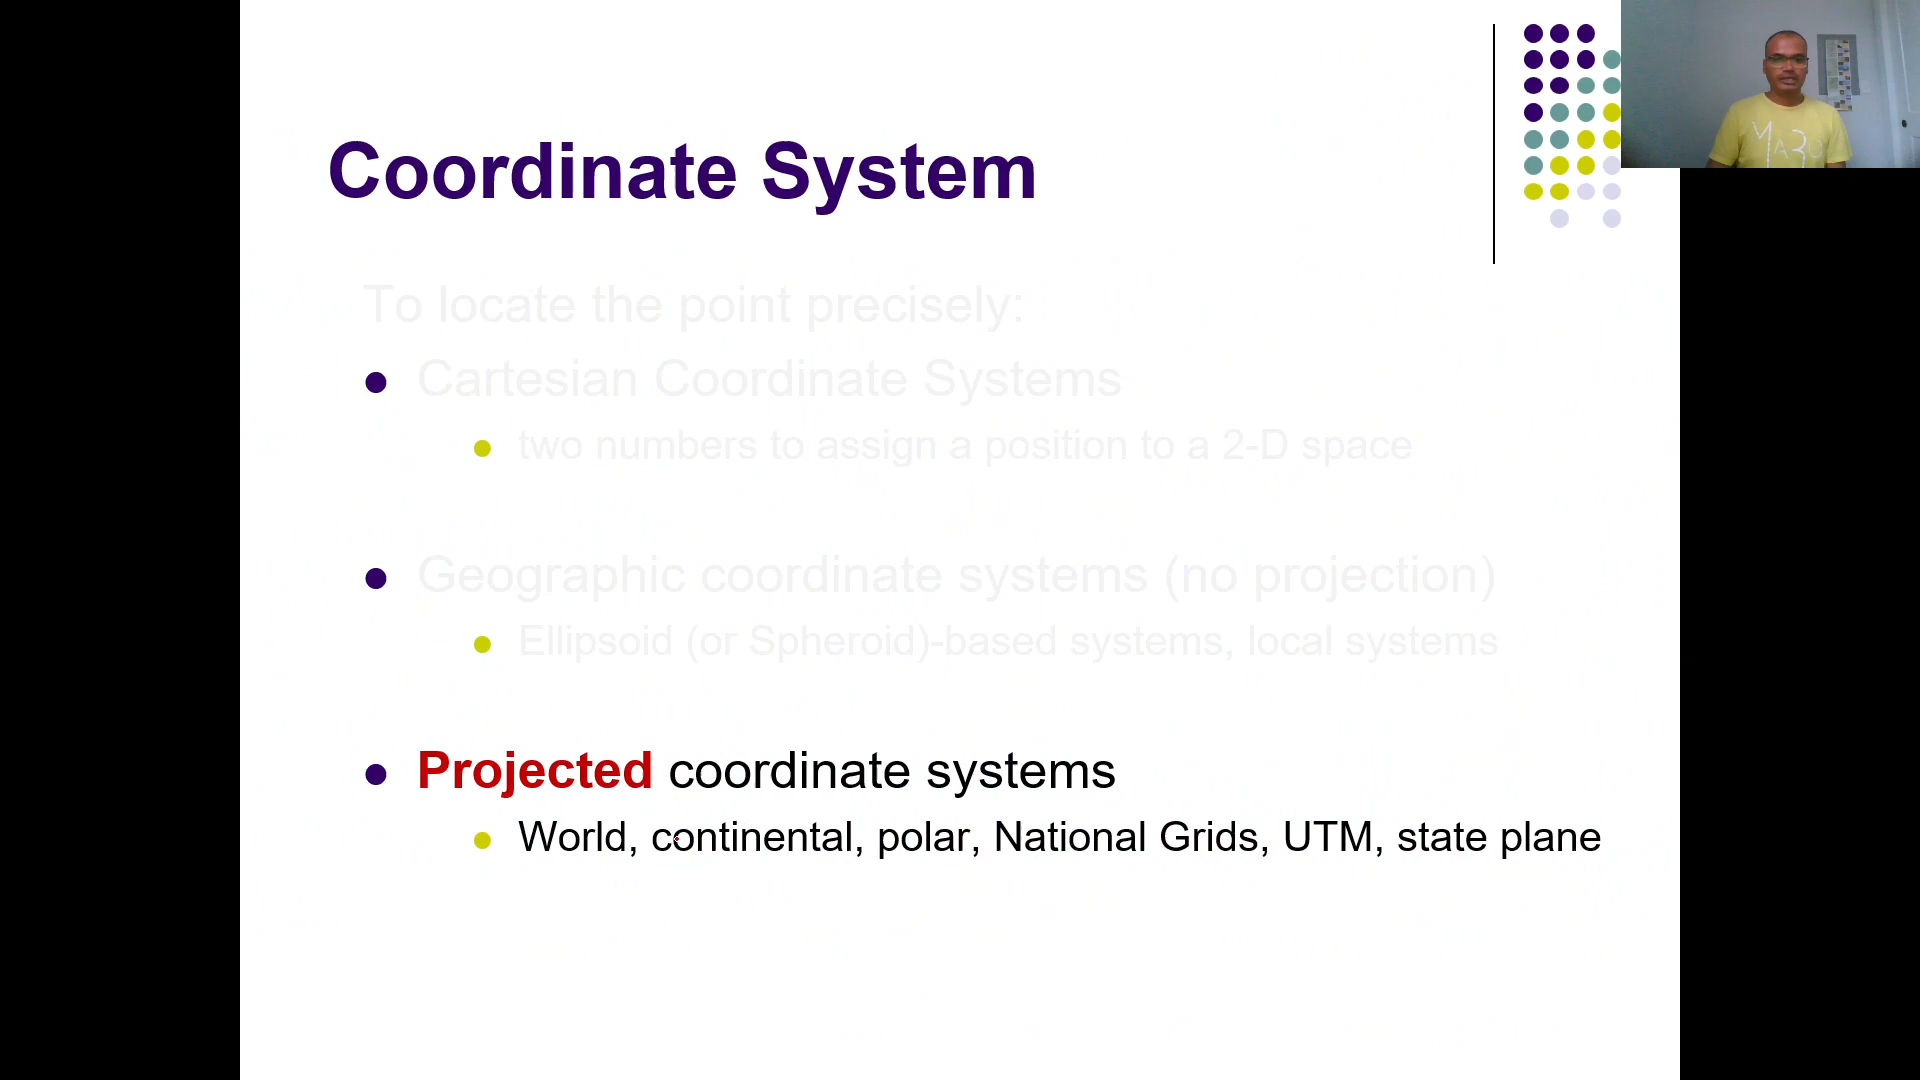 Coordinate System
To locate the point precisely:
Cartesian Coordinate Systems
two numbers to assign a position to a 2-D space
Geographic coordinate systems (no projection)
Ellipsoid (or Spheroid)-based systems, local systems
Projected coordinate systems
World, continental, polar, National Grids, UTM, state plane